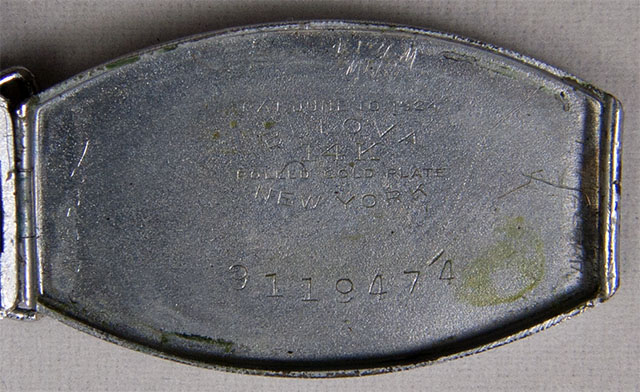 PAT. JUNE 10 1924
BULOVA
14K
ROLLED GOLD PLATE
NEW YORK
3119474